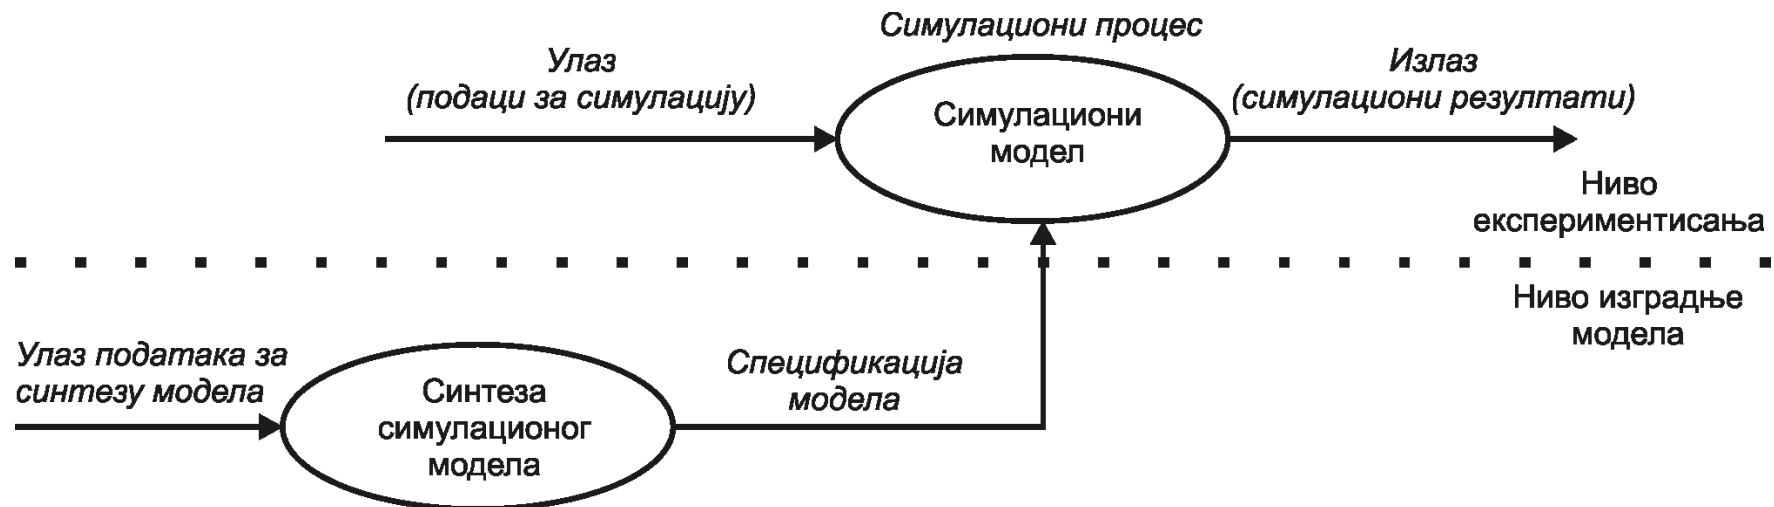 Симулациони процес
Улаз
(подаци за симулацију)
Симулациони
модел
Излаз
(симулациони резултати)
Ниво
експериментисања
Ниво изградње
модела
Улаз података за
синтезу модела
Синтеза
симулационог
модела
Спецификација
модела